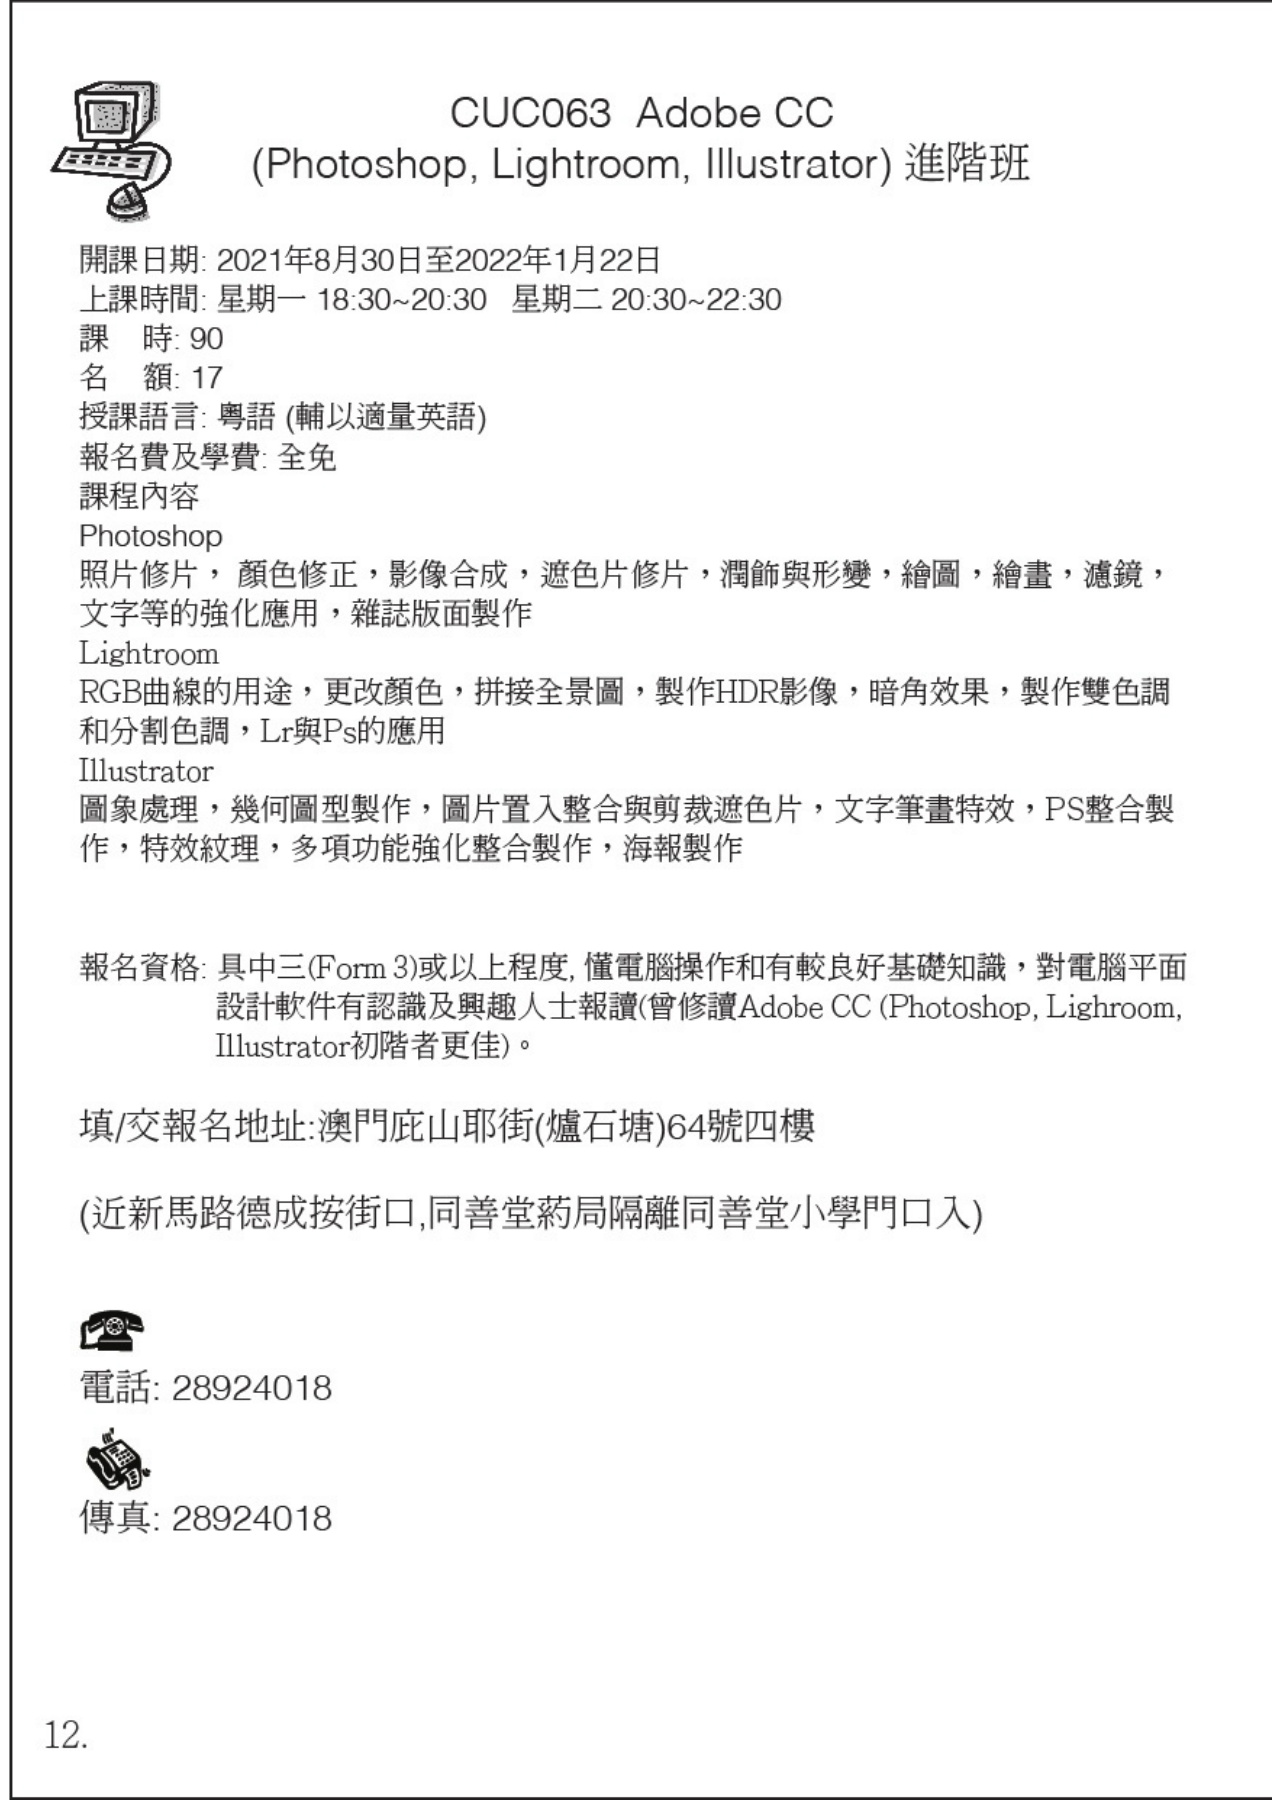 CUC063 Adobe CC
(Photoshop, Lightroom, Illustrator) 進階班
開課日期: 2021年8月30日至2022年1月22日
上課時間: 星期一 18:30~20:30 星期二 20:30~22:30
課 時: 90
名 額: 17
授課語言: 粵語 (輔以適量英語)
報名費及學費: 全免
課程內容
Photoshop
照片修片, 顏色修正,影像合成,遮色片修片,潤飾與形變,繪圖,繪畫,濾鏡,
文字等的強化應用,雜誌版面製作
Lightroom
RGB曲線的用途,更改顏色,拼接全景圖,製作HDR影像,暗角效果,製作雙色調
和分割色調,Lr與Ps的應用
Illustrator
圖象處理,幾何圖型製作,圖片置入整合與剪裁遮色片,文字筆畫特效,PS整合製
作,特效紋理,多項功能強化整合製作,海報製作
報名資格: 具中三(Form 3)或以上程度, 懂電腦操作和有較良好基礎知識,對電腦平面
設計軟件有認識及興趣人士報讀(曾修讀Adobe CC (Photoshop, Lighroom,
Illustrator初階者更佳)。
填/交報名地址:澳門庇山耶街(爐石塘)64號四樓
(近新馬路德成按街口,同善堂葯局隔離同善堂小學門口入)
電話: 28924018
傳真: 28924018
12.